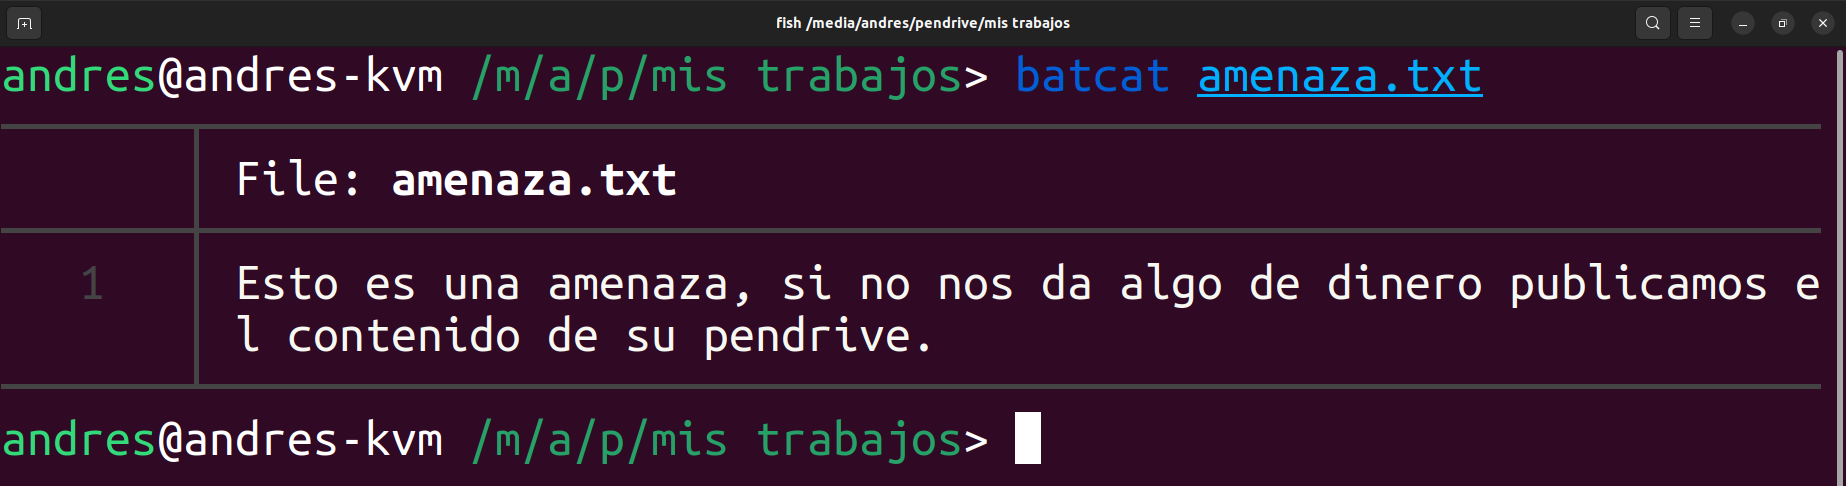 fish /media/andres/pendrive/mis trabajos
andres@andres-kvm /m/a/p/mis trabajos> batcat amenaza.txt
File: amenaza.txt
1 Esto es una amenaza, si no nos da algo de dinero publicamos e
l contenido de su pendrive.
andres@andres-kvm /m/a/p/mis trabajos>